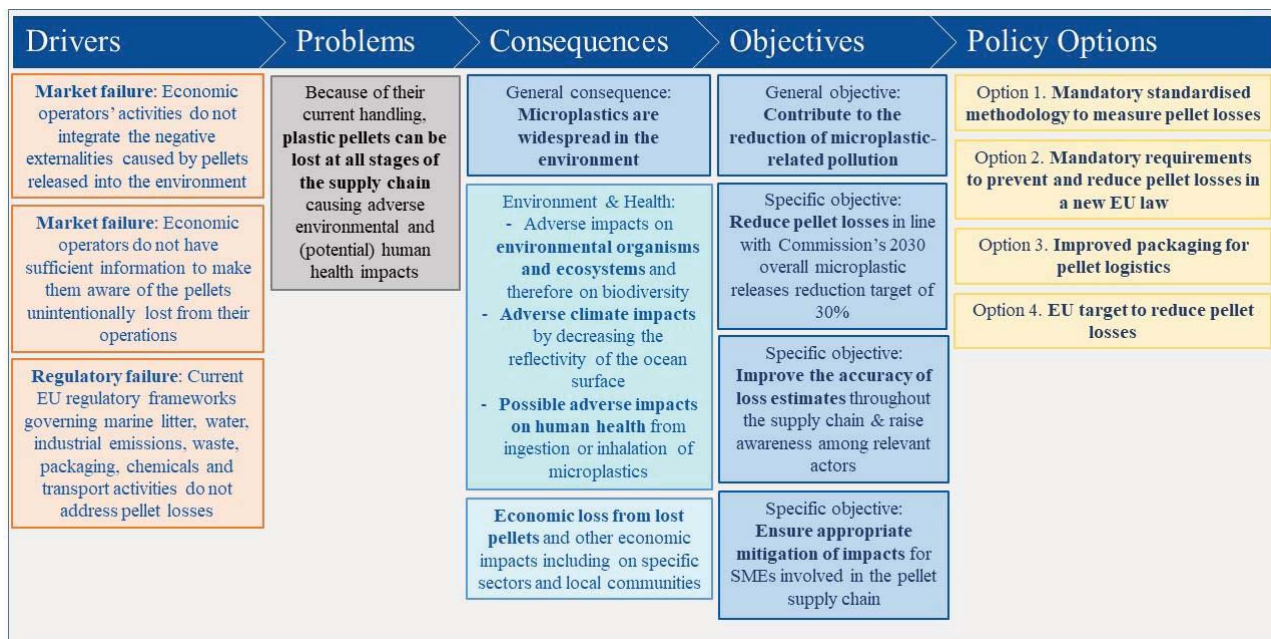 Drivers
Problems
Consequences
Objectives
Policy Options
Market failure: Economic
operators' activities do not
integrate the negative
externalities caused by pellets
released into the environment
Market failure: Economic
operators do not have
sufficient information to make
them aware of the pellets
unintentionally lost from their
operations
Regulatory failure: Current
EU regulatory frameworks
governing marine litter, water,
industrial emissions, waste,
packaging, chemicals and
transport activities do not
address pellet losses
Because of their
current handling,
plastic pellets can be
lost at all stages of
the supply chain
causing adverse
environmental and
(potential) human
health impacts
General consequence:
Microplastics are
widespread in the
environment
Environment & Health:
- Adverse impacts on
environmental organisms
and ecosystems and
therefore on biodiversity
- Adverse climate impacts
by decreasing the
reflectivity of the ocean
surface
- Possible adverse impacts
on human health from
ingestion or inhalation of
microplastics
Economic loss from lost
pellets and other economic
impacts including on specific
sectors and local communities
General objective:
Contribute to the
reduction of microplastic-
related pollution
Specific objective:
Reduce pellet losses in line
with Commission's 2030
overall microplastic
releases reduction target of
30%
Specific objective:
Improve the accuracy of
loss estimates throughout
the supply chain & raise
awareness among relevant
actors
Specific objective:
Ensure appropriate
mitigation of impacts for
SMEs involved in the pellet
supply chain
Option 1. Mandatory standardised
methodology to measure pellet losses
Option 2. Mandatory requirements
to prevent and reduce pellet losses in
a new EU law
Option 3. Improved packaging for
pellet logistics
Option 4. EU target to reduce pellet
losses